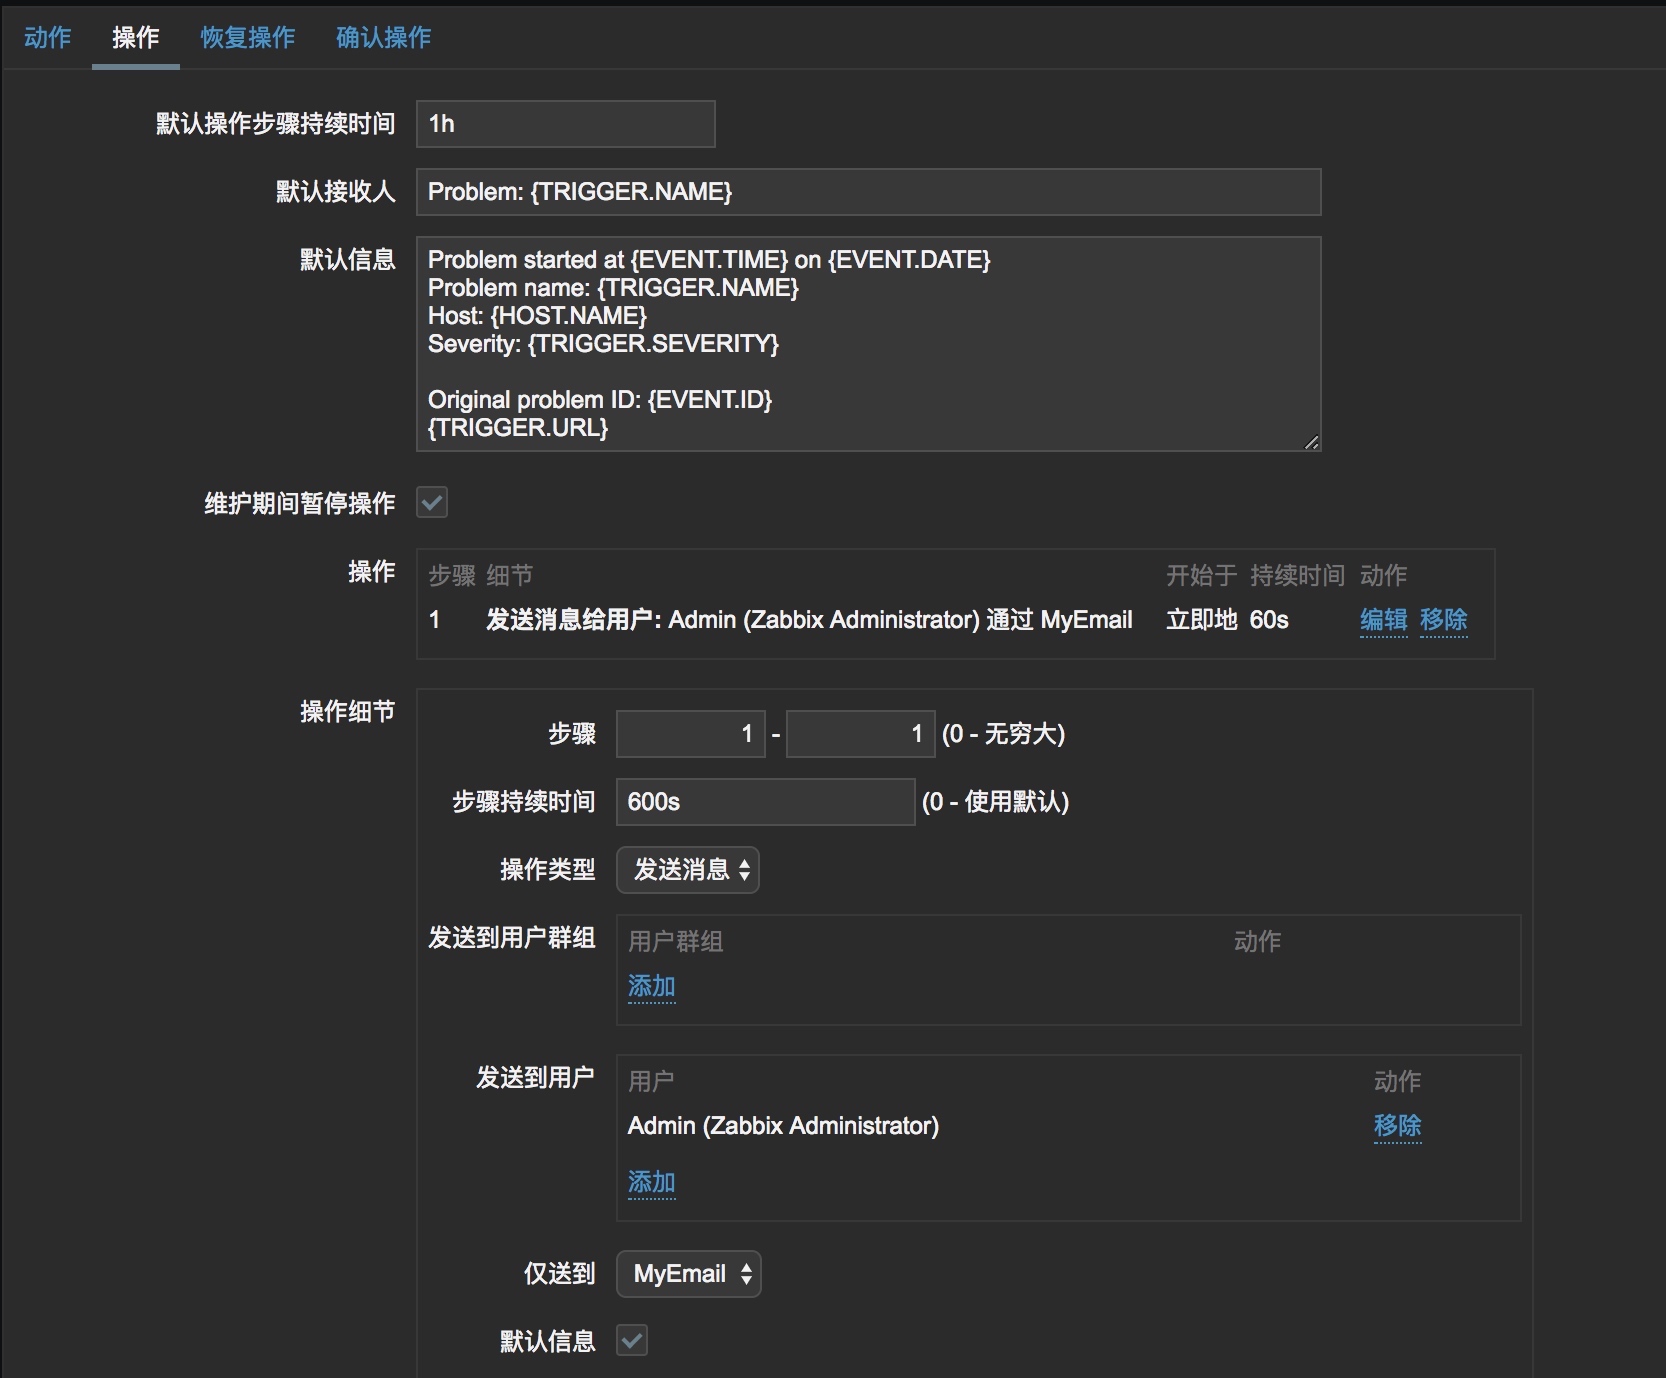 动作 操作 恢复操作 确认操作
默认操作步骤持续时间 1h
默认接收人 Problem: {TRIGGER.NAME}
默认信息 Problem started at {EVENT.TIME} on {EVENT.DATE}
Problem name: {TRIGGER.NAME}
Host: {HOST.NAME}
Severity: {TRIGGER.SEVERITY}
Original problem ID: {EVENT.ID}
{TRIGGER.URL}
维护期间暂停操作
操作 步骤 细节 开始于 持续时间 动作
1 发送消息给用户: Admin (Zabbix Administrator) 通过 MyEmail 立即地 60s 编辑 移除
操作细节
步骤 1 - 1 (0 - 无穷大)
步骤持续时间 600s (0 - 使用默认)
操作类型 发送消息
发送到用户群组 用户群组 动作
添加
发送到用户 用户 动作
Admin (Zabbix Administrator) 移除
添加
仅送到 MyEmail
默认信息